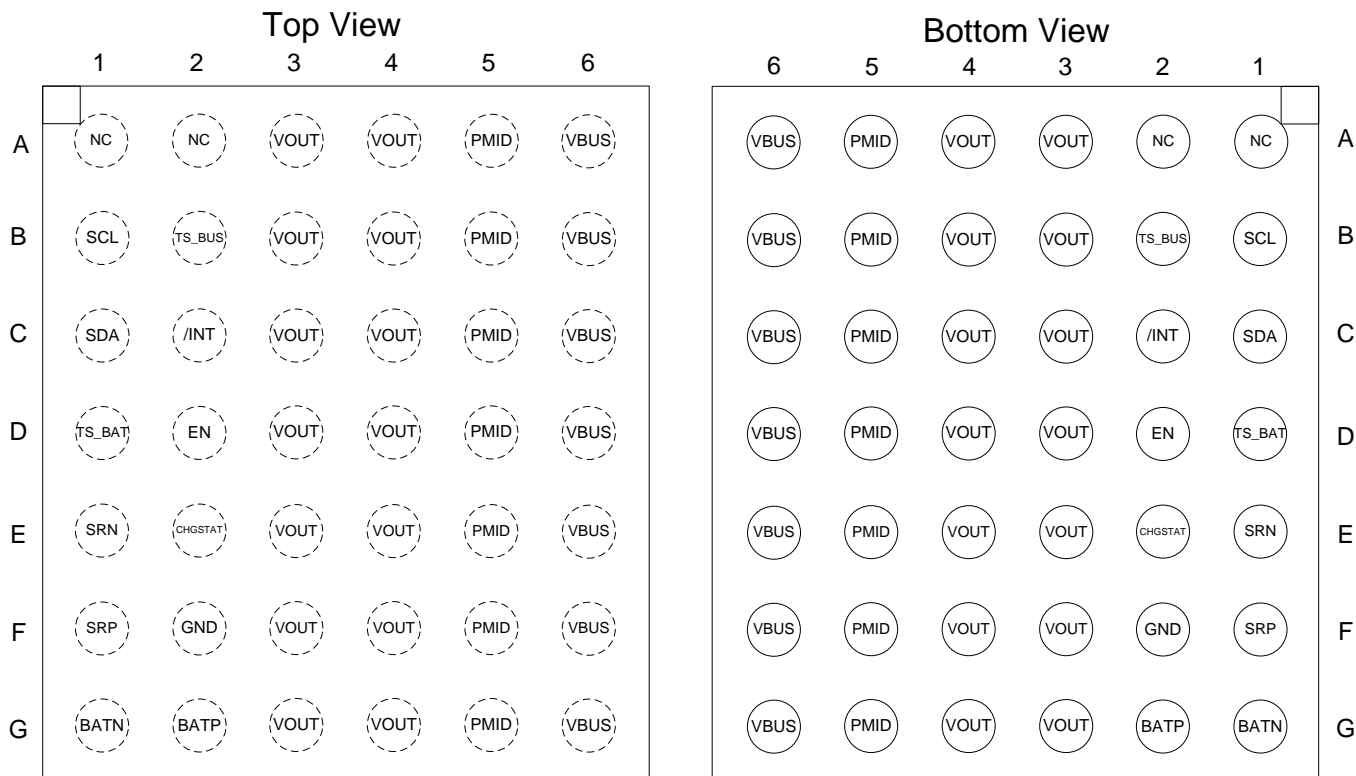 Top View
1 2 3 4 5 6
A NC NC VOUT VOUT PMID VBUS
B SCL TS_BUS VOUT VOUT PMID VBUS
C SDA /INT VOUT VOUT PMID VBUS
D TS_BAT EN VOUT VOUT PMID VBUS
E SRN CHGSTAT VOUT VOUT PMID VBUS
F SRP GND VOUT VOUT PMID VBUS
G BATN BATP VOUT VOUT PMID VBUS
Bottom View
6 5 4 3 2 1
VBUS PMID VOUT VOUT NC NC A
VBUS PMID VOUT VOUT TS_BUS SCL B
VBUS PMID VOUT VOUT /INT SDA C
VBUS PMID VOUT VOUT EN TS_BAT D
VBUS PMID VOUT VOUT CHGSTAT SRN E
VBUS PMID VOUT VOUT GND SRP F
VBUS PMID VOUT VOUT BATP BATN G